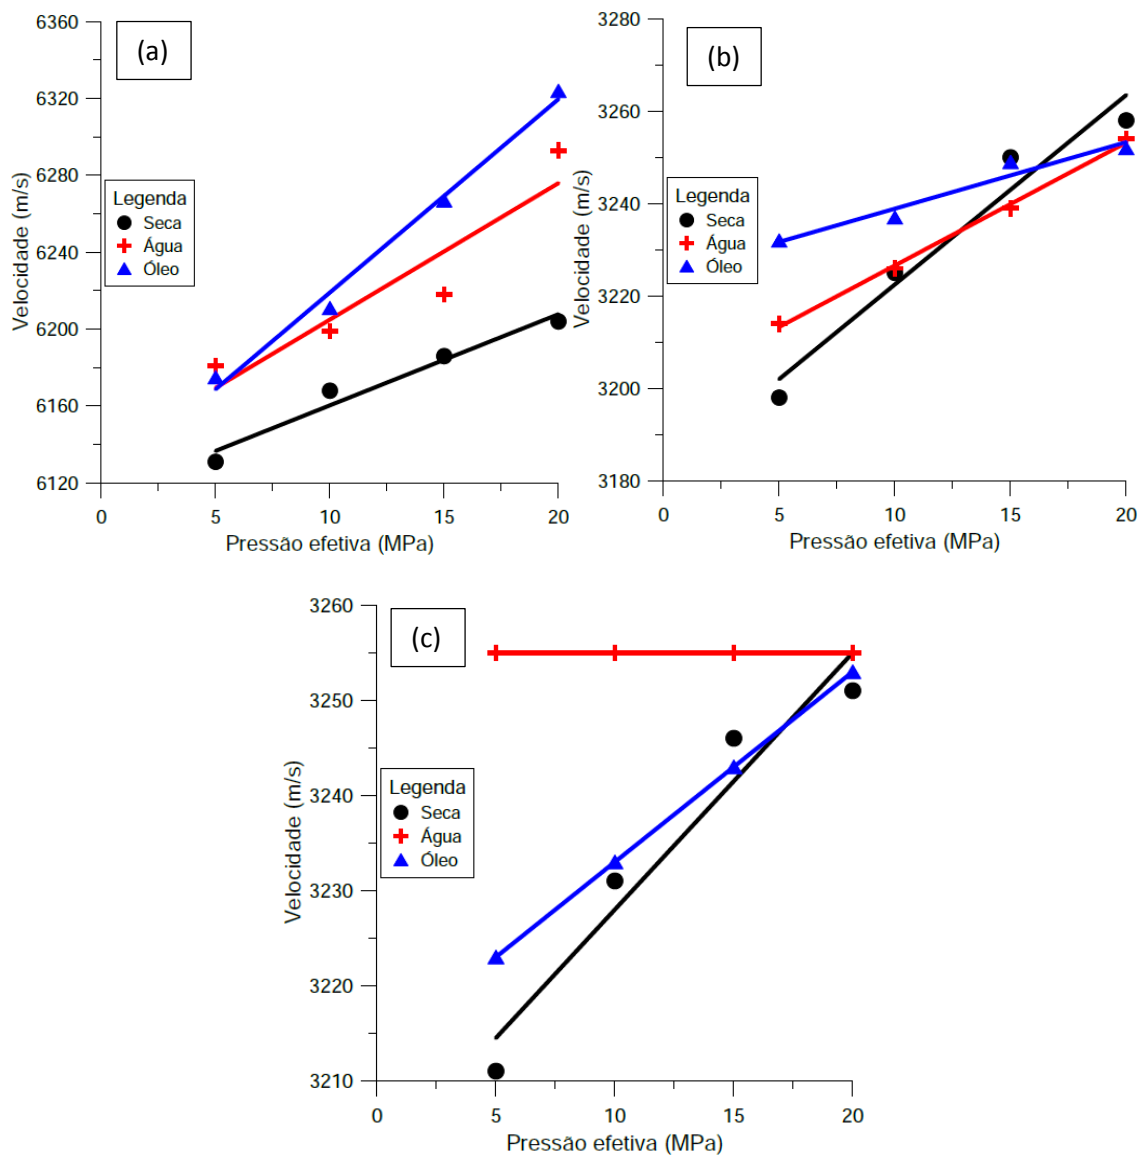 (a)
Velocidade (m/s)
6360
6320
6280
6240
6200
6160
6120
Legenda
Seca
Água
Óleo
0 5 10 15 20
Pressão efetiva (MPa)
(b)
Velocidade (m/s)
3280
3260
3240
3220
3200
3180
Legenda
Seca
Água
Óleo
0 5 10 15 20
Pressão efetiva (MPa)
(c)
Velocidade (m/s)
3260
3250
3240
3230
3220
3210
Legenda
Seca
Água
Óleo
0 5 10 15 20
Pressão efetiva (MPa)